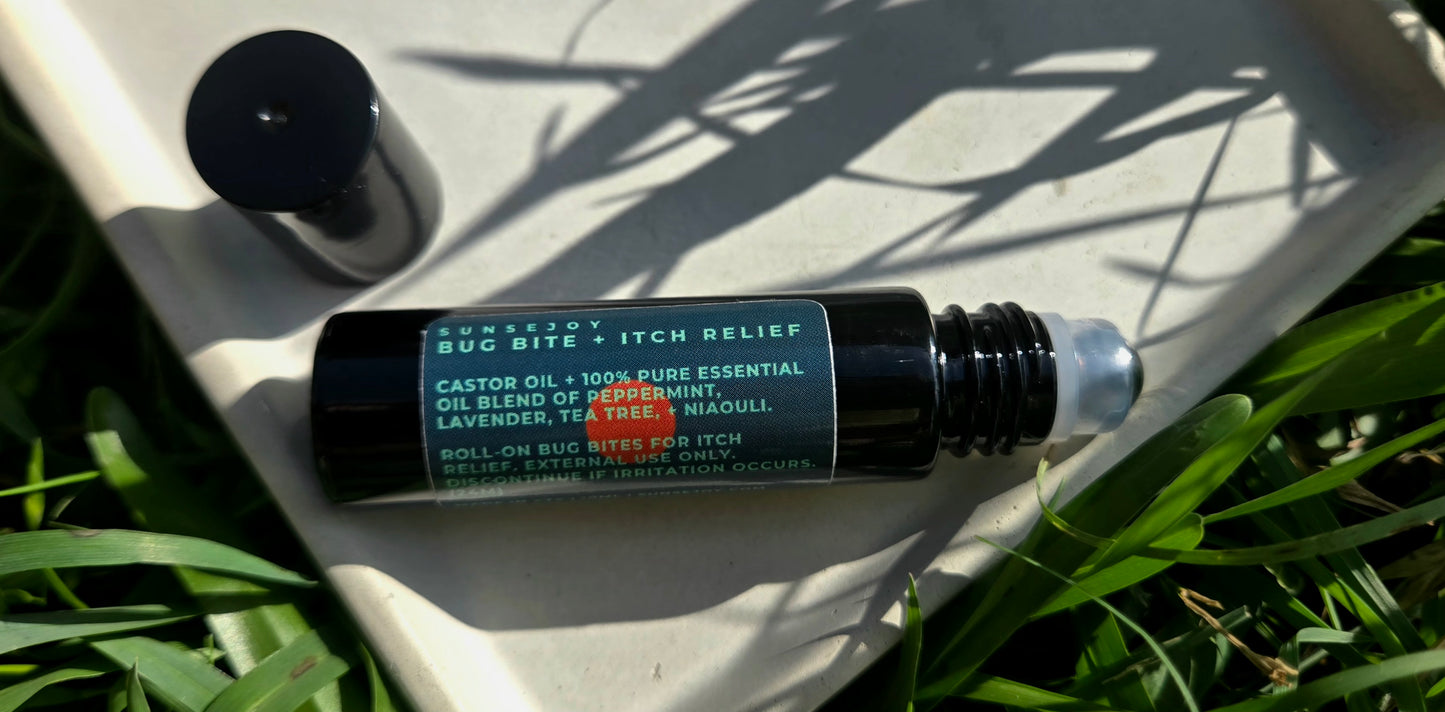 SUNSEJOY
BUG BITE + ITCH RELIEF
CASTOR OIL + 100% PURE ESSENTIAL
OIL BLEND OF PEPPERMINT,
LAVENDER, TEA TREE, + NIAOULI.
ROLL-ON BUG BITES FOR ITCH
RELIEF. EXTERNAL USE ONLY.
DISCONTINUE IF IRRITATION OCCURS.